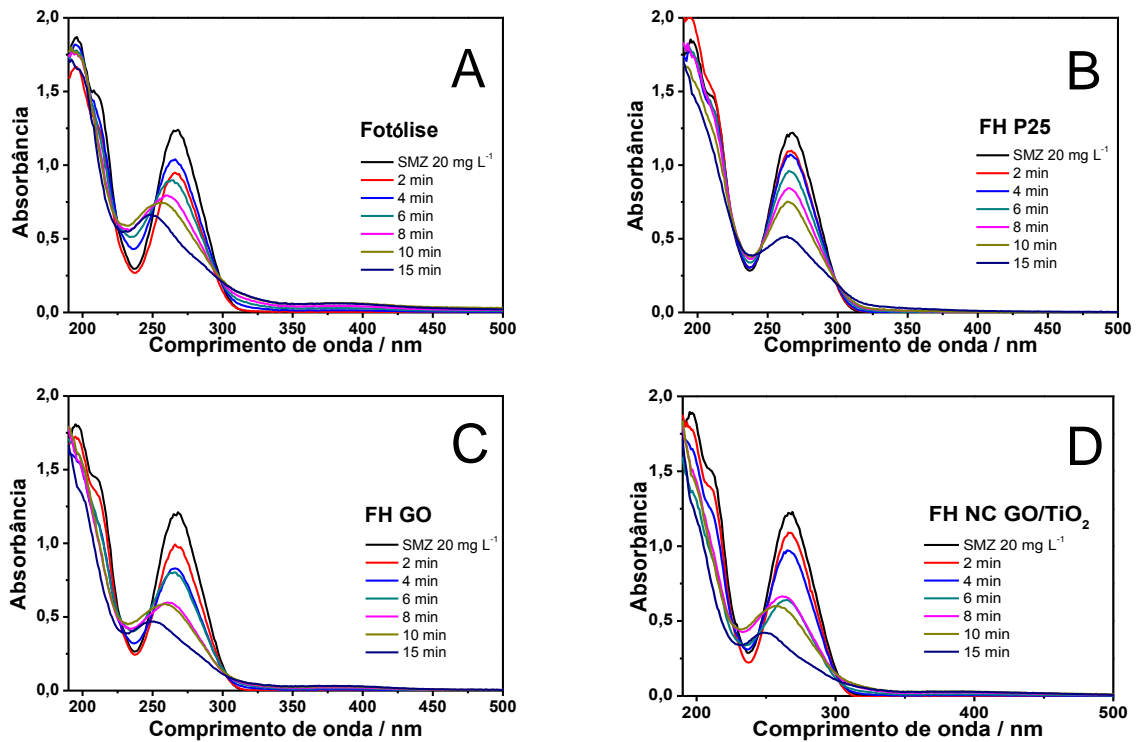 A
Fotólise
SMZ 20 mg L⁻¹
2 min
4 min
6 min
8 min
10 min
15 min
Absorbância
2,0
1,5
1,0
0,5
0,0
200 250 300 350 400 450 500
Comprimento de onda / nm
B
FH P25
SMZ 20 mg L⁻¹
2 min
4 min
6 min
8 min
10 min
15 min
Absorbância
2,0
1,5
1,0
0,5
0,0
200 250 300 350 400 450 500
Comprimento de onda / nm
C
FH GO
SMZ 20 mg L⁻¹
2 min
4 min
6 min
8 min
10 min
15 min
Absorbância
2,0
1,5
1,0
0,5
0,0
200 250 300 350 400 450 500
Comprimento de onda / nm
D
FH NC GO/TiO₂
SMZ 20 mg L⁻¹
2 min
4 min
6 min
8 min
10 min
15 min
Absorbância
2,0
1,5
1,0
0,5
0,0
200 250 300 350 400 450 500
Comprimento de onda / nm